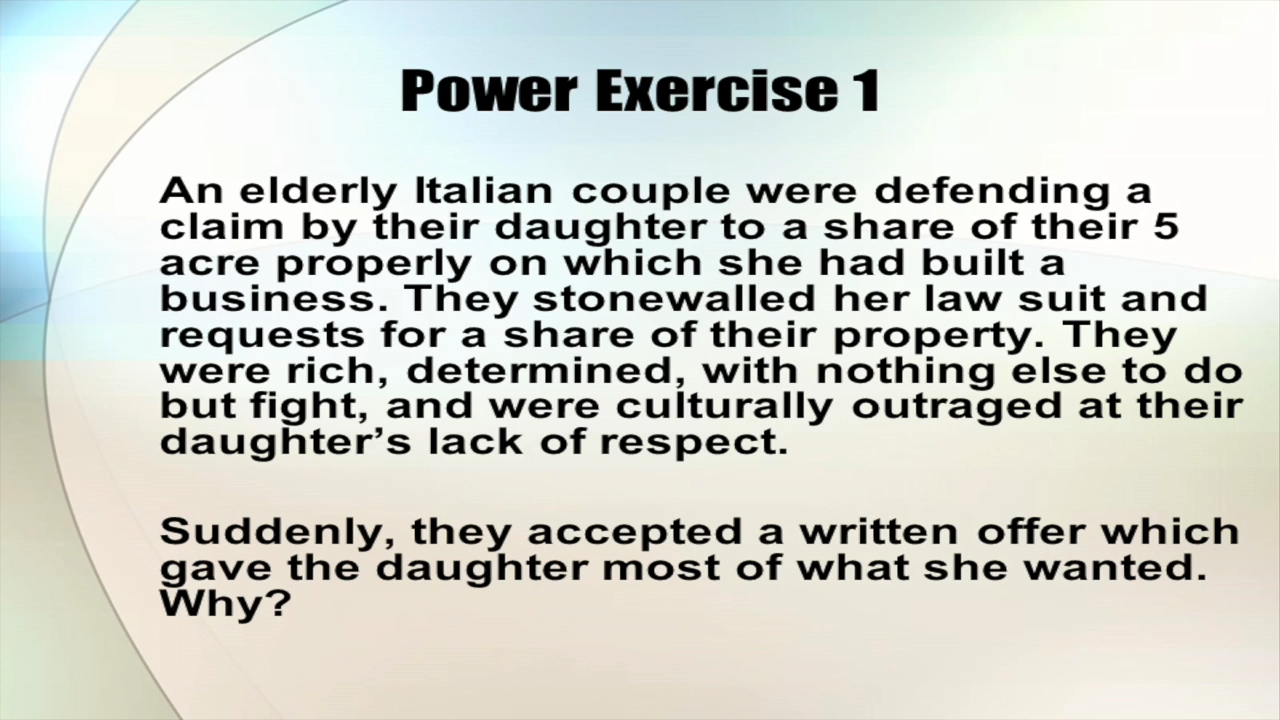 Power Exercise 1
An elderly Italian couple were defending a
claim by their daughter to a share of their 5
acre properly on which she had built a
business. They stonewalled her law suit and
requests for a share of their property. They
were rich, determined, with nothing else to do
but fight, and were culturally outraged at their
daughter’s lack of respect.
Suddenly, they accepted a written offer which
gave the daughter most of what she wanted.
Why?